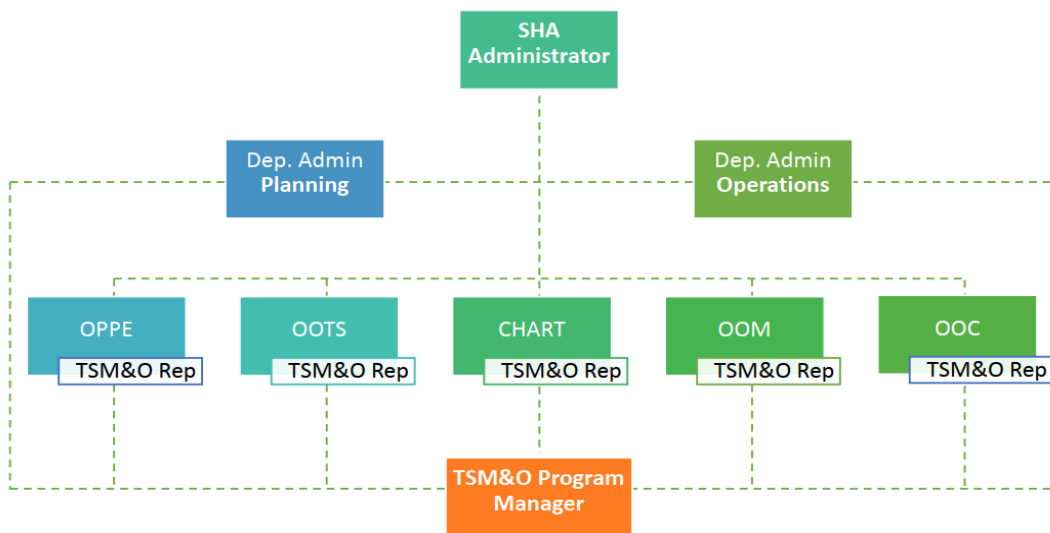 SHA
Administrator
Dep. Admin
Planning
Dep. Admin
Operations
OPPE
TSM&O Rep
OOTS
TSM&O Rep
CHART
TSM&O Rep
OOM
TSM&O Rep
OOC
TSM&O Rep
TSM&O Program
Manager